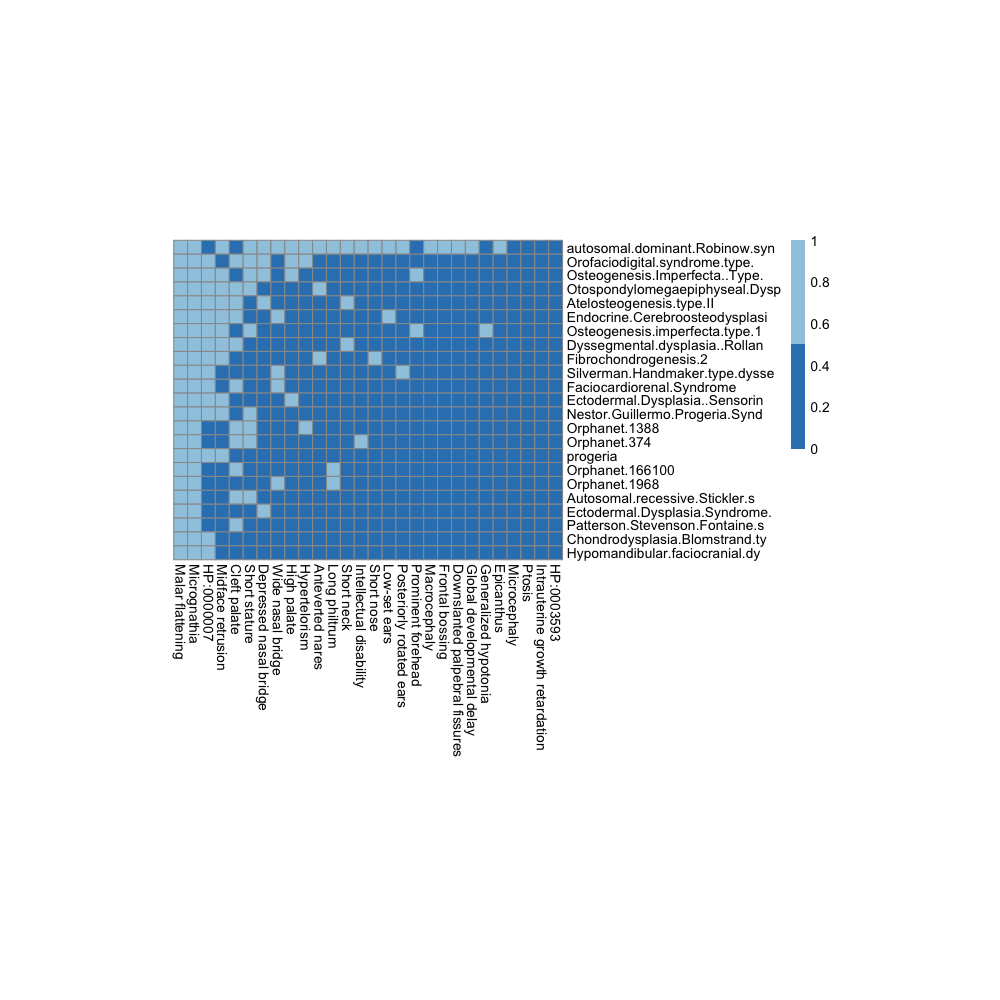 autosomal.dominant.Robinow.syn
Orofaciodigital.syndrome.type.
Osteogenesis.Imperfecta..Type.
Otospondylomegaepiphyseal.Dysp
Atelosteogenesis.type.II
Endocrine.Cerebroosteodysplasi
Osteogenesis.imperfecta.type.1
Dyssegmental.dysplasia..Rollan
Fibrochondrogenesis.2
Silverman.Handmaker.type.dysse
Faciocardiorenal.Syndrome
Ectodermal.Dysplasia..Sensorin
Nestor.Guillermo.Progeria.Synd
Orphanet.1388
Orphanet.374
progeria
Orphanet.166100
Orphanet.1968
Autosomal.recessive.Stickler.s
Ectodermal.Dysplasia.Syndrome.
Patterson.Stevenson.Fontaine.s
Chondrodysplasia.Blomstrand.ty
Hypomandibular.faciocranial.dy
1
0.8
0.6
0.4
0.2
0
Malar flattening
Micrognathia
HP:0000007
Midface retrusion
Cleft palate
Short stature
Depressed nasal bridge
Wide nasal bridge
High palate
Hypertelorism
Anteverted nares
Long philtrum
Short neck
Intellectual disability
Short nose
Low-set ears
Posteriorly rotated ears
Prominent forehead
Macrocephaly
Frontal bossing
Downslanted palpebral fissures
Global developmental delay
Generalized hypotonia
Epicanthus
Microcephaly
Ptosis
Intrauterine growth retardation
HP:0003593